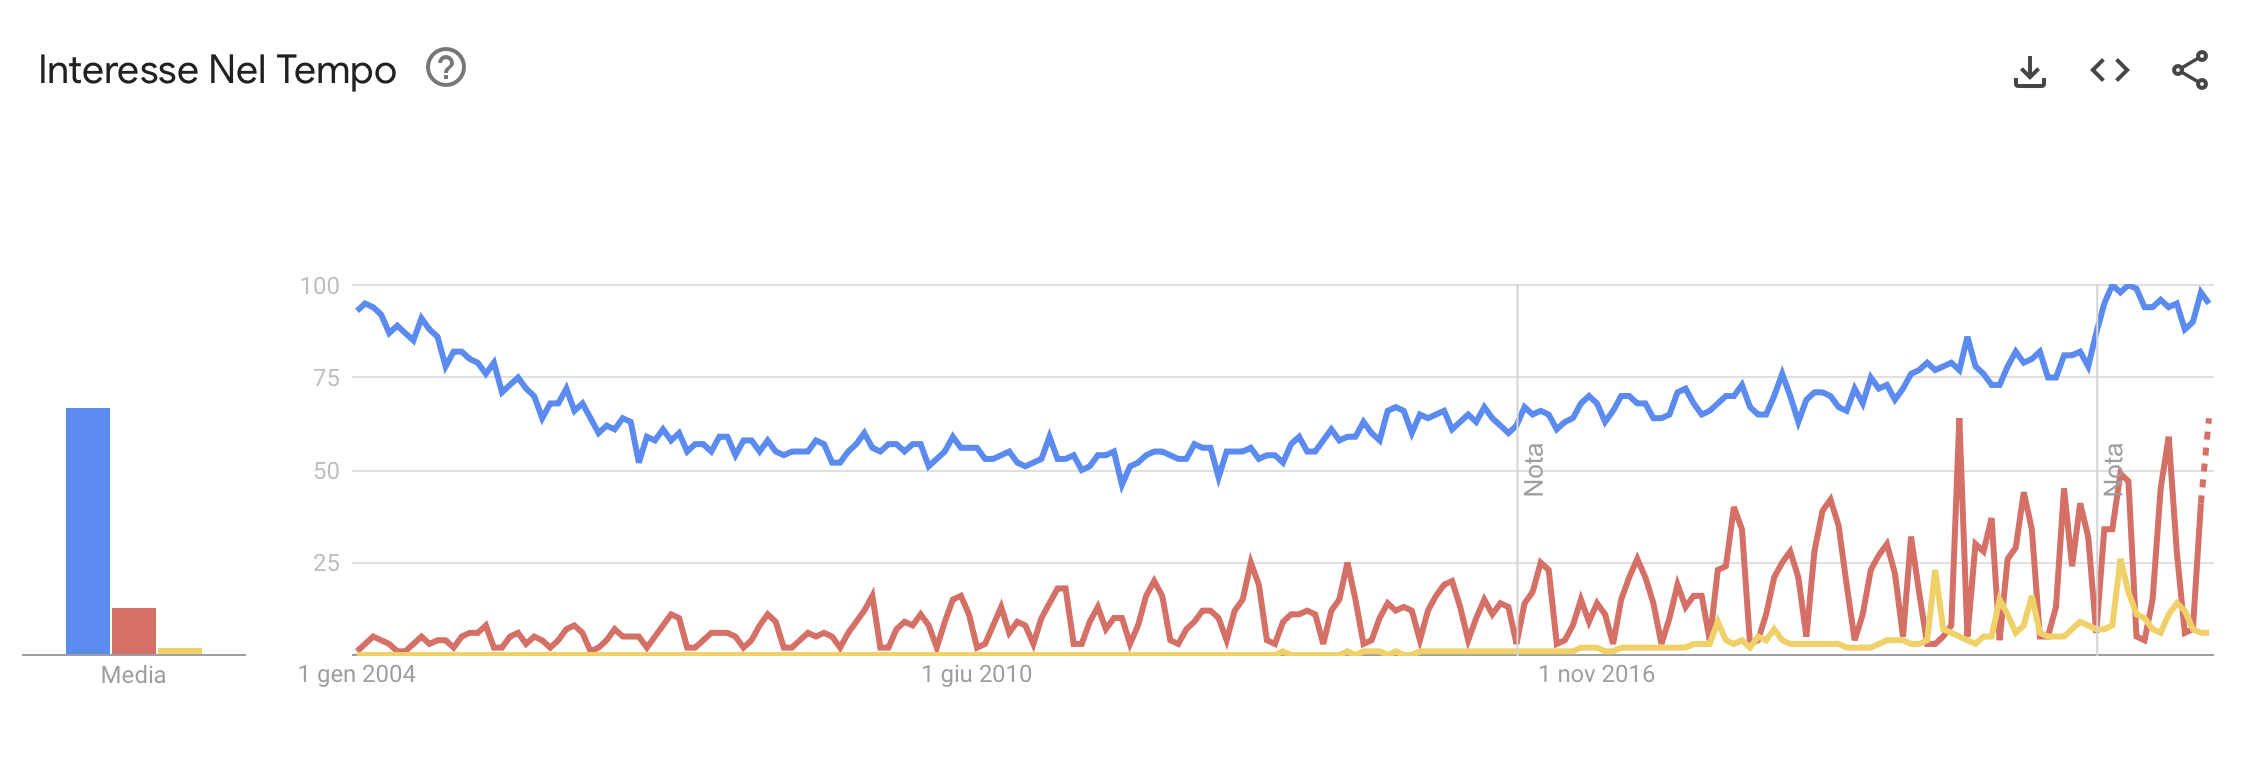 Interesse Nel Tempo
100
75
50
25
Nota
Nota
Media
1 gen 2004
1 giu 2010
1 nov 2016